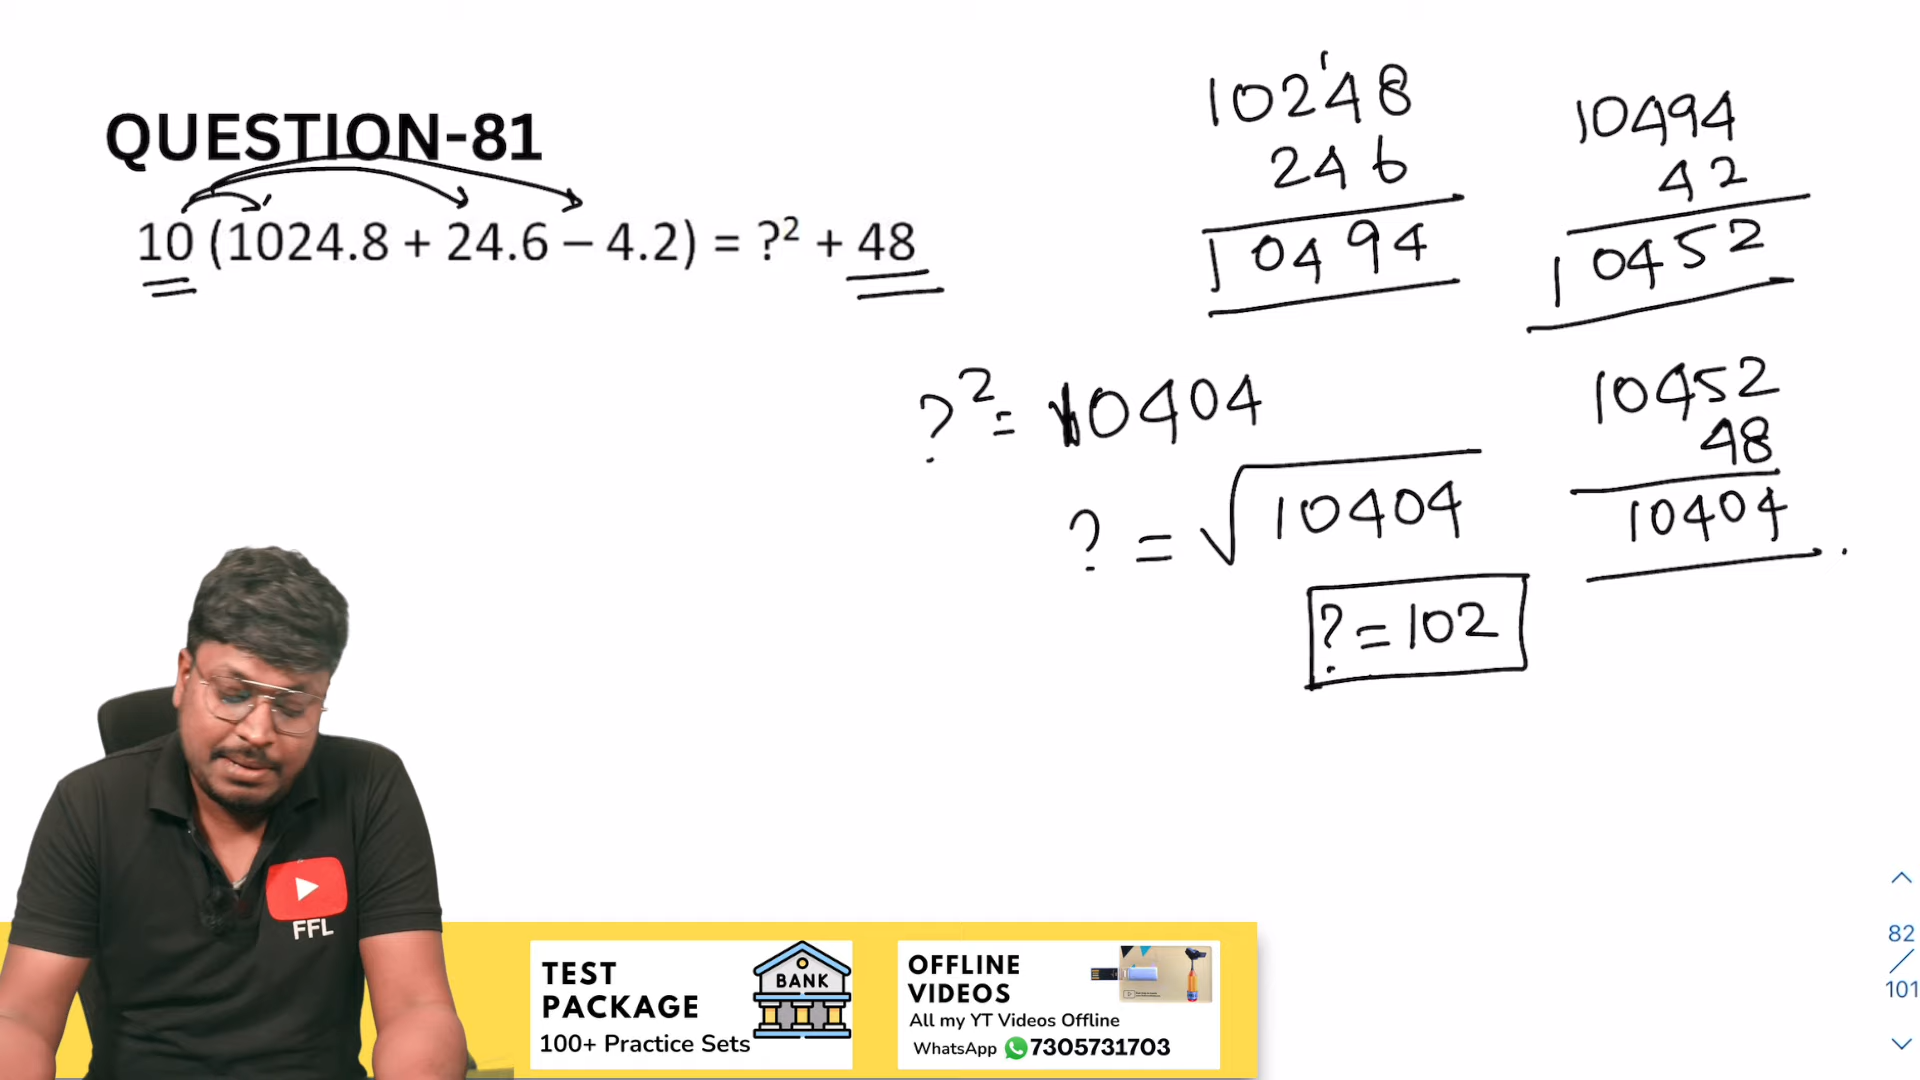 QUESTION-81
10 (1024.8 + 24.6 – 4.2) = ?² + 48
10248
246
10494
10494
42
10452
10452
48
10404
?² = 10404
? = √10404
? = 102
FFL
TEST
PACKAGE
100+ Practice Sets
BANK
OFFLINE
VIDEOS
All my YT Videos Offline
WhatsApp 7305731703
82
/
101